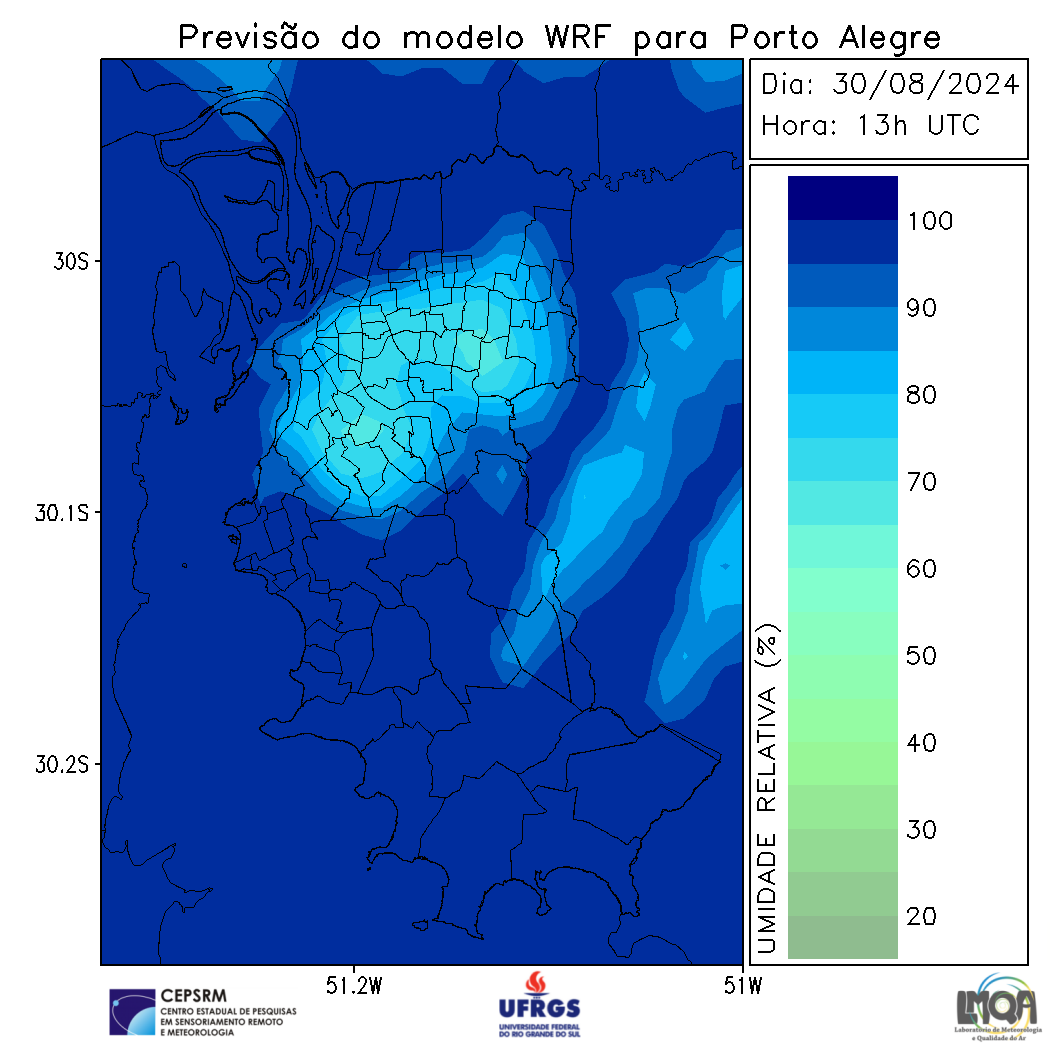 Previsão do modelo WRF para Porto Alegre
Dia: 30/08/2024
Hora: 13h UTC
30S
30.1S
30.2S
51.2W
51W
100
90
80
70
60
50
40
30
20
UMIDADE RELATIVA (%)
CEPSRM
CENTRO ESTADUAL DE PESQUISAS
EM SENSORIAMENTO REMOTO
E METEOROLOGIA
UFRGS
UNIVERSIDADE FEDERAL
DO RIO GRANDE DO SUL
LMQA
Laboratório de Meteorologia
e Qualidade do Ar